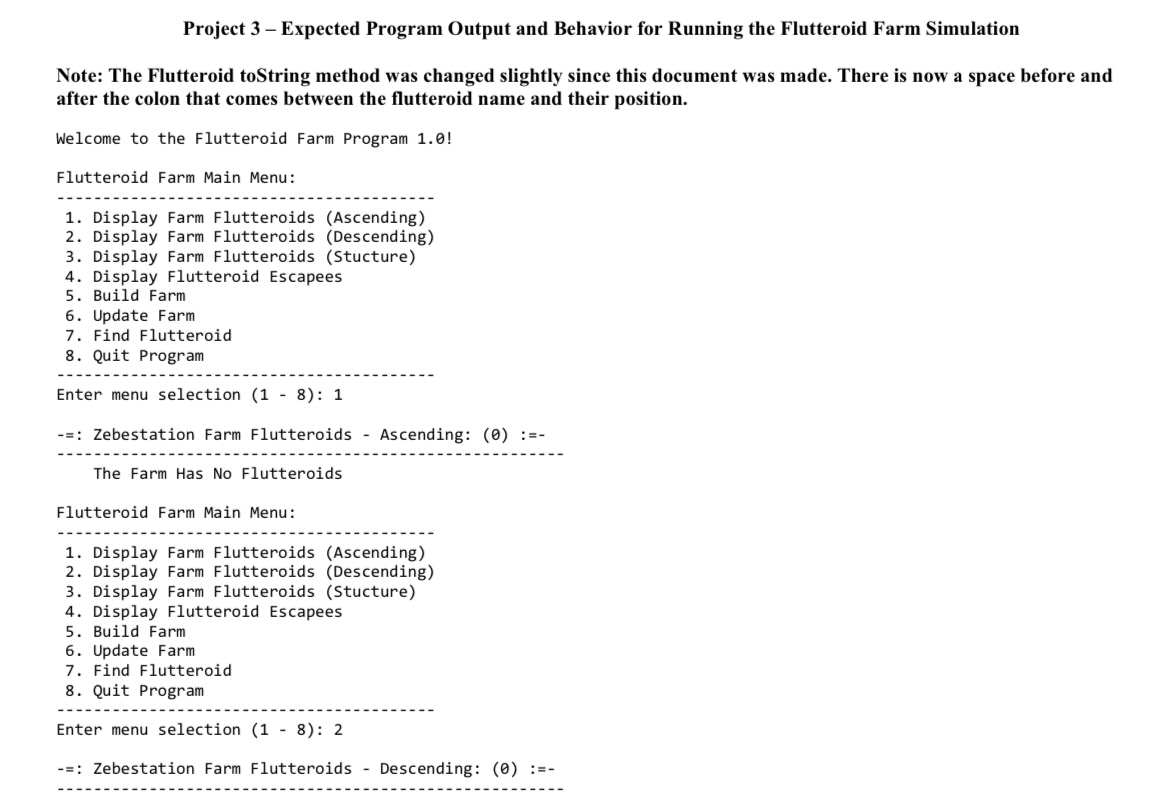 Project 3 – Expected Program Output and Behavior for Running the Flutteroid Farm Simulation
Note: The Flutteroid toString method was changed slightly since this document was made. There is now a space before and
after the colon that comes between the flutteroid name and their position.
Welcome to the Flutteroid Farm Program 1.0!
Flutteroid Farm Main Menu:
-----------------------------------------
1. Display Farm Flutteroids (Ascending)
2. Display Farm Flutteroids (Descending)
3. Display Farm Flutteroids (Stucture)
4. Display Flutteroid Escapees
5. Build Farm
6. Update Farm
7. Find Flutteroid
8. Quit Program
-----------------------------------------
Enter menu selection (1 - 8): 1
-=: Zebestation Farm Flutteroids - Ascending: (0) :=-
-------------------------------------------------------
The Farm Has No Flutteroids
Flutteroid Farm Main Menu:
-----------------------------------------
1. Display Farm Flutteroids (Ascending)
2. Display Farm Flutteroids (Descending)
3. Display Farm Flutteroids (Stucture)
4. Display Flutteroid Escapees
5. Build Farm
6. Update Farm
7. Find Flutteroid
8. Quit Program
-----------------------------------------
Enter menu selection (1 - 8): 2
-=: Zebestation Farm Flutteroids - Descending: (0) :=-
-------------------------------------------------------